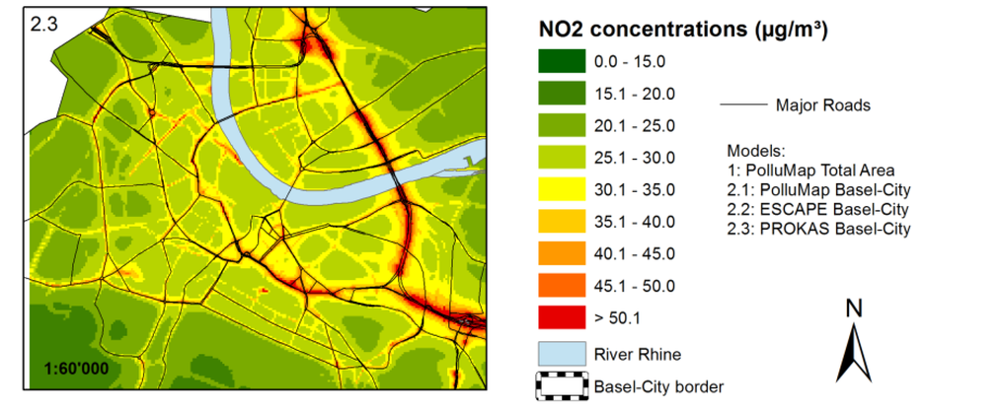 2.3
1:60'000
NO2 concentrations (µg/m³)
0.0 - 15.0
15.1 - 20.0
20.1 - 25.0
25.1 - 30.0
30.1 - 35.0
35.1 - 40.0
40.1 - 45.0
45.1 - 50.0
> 50.1
River Rhine
Basel-City border
Major Roads
Models:
1: PolluMap Total Area
2.1: PolluMap Basel-City
2.2: ESCAPE Basel-City
2.3: PROKAS Basel-City
N